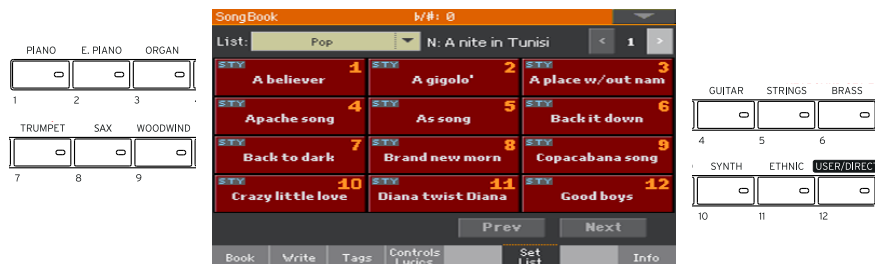 PIANO E. PIANO ORGAN
1 2 3
TRUMPET SAX WOODWIND
7 8 9
SongBook ♭/#: 0
List: Pop N: A nite in Tunisi < 1 >
STY 1 STY 2 STY 3
A believer A gigolo' A place w/out nam
STY 4 STY 5 STY 6
Apache song As song Back it down
STY 7 STY 8 STY 9
Back to dark Brand new morn Copacabana song
STY 10 STY 11 STY 12
Crazy little love Diana twist Diana Good boys
Prev Next
Book Write Tags Controls Set Info
Lyrics List
GUITAR STRINGS BRASS
4 5 6
SYNTH ETHNIC USER/DIRECT
10 11 12